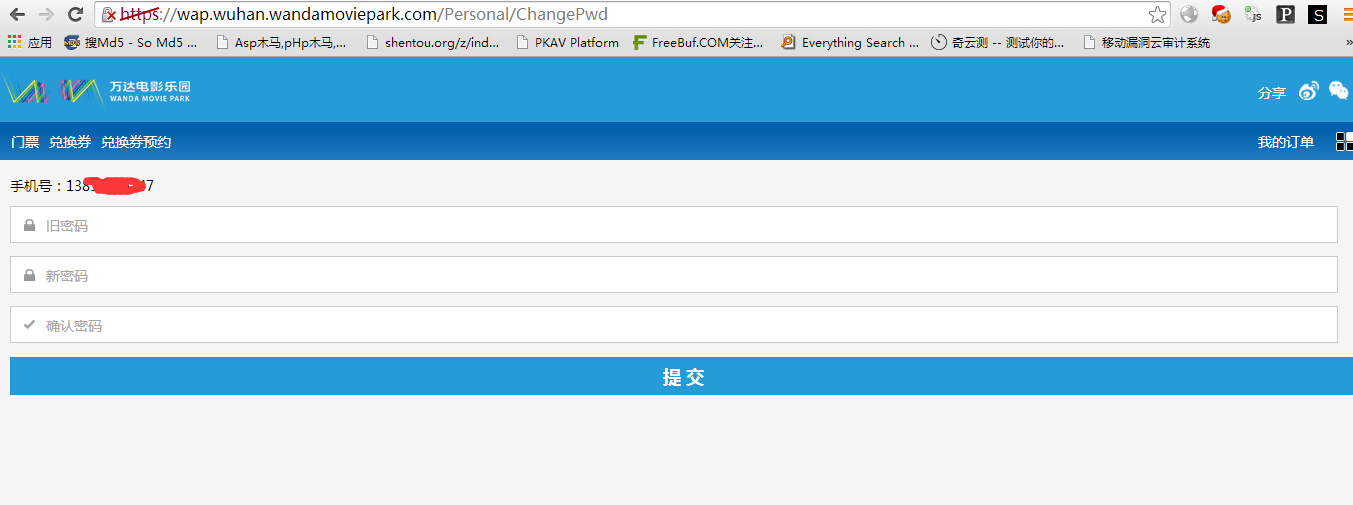 https://wap.wuhan.wandamoviepark.com/Personal/ChangePwd
js P S
应用 搜Md5 - So Md5 ... Asp木马,pHp木马,... shentou.org/z/ind... PKAV Platform FreeBuf.COM关注... Everything Search ... 奇云测 -- 测试你的... 移动漏洞云审计系统 »
万达电影乐园
WANDA MOVIE PARK
分享
门票 兑换券 兑换券预约 我的订单
手机号：138 47
旧密码
新密码
确认密码
提 交